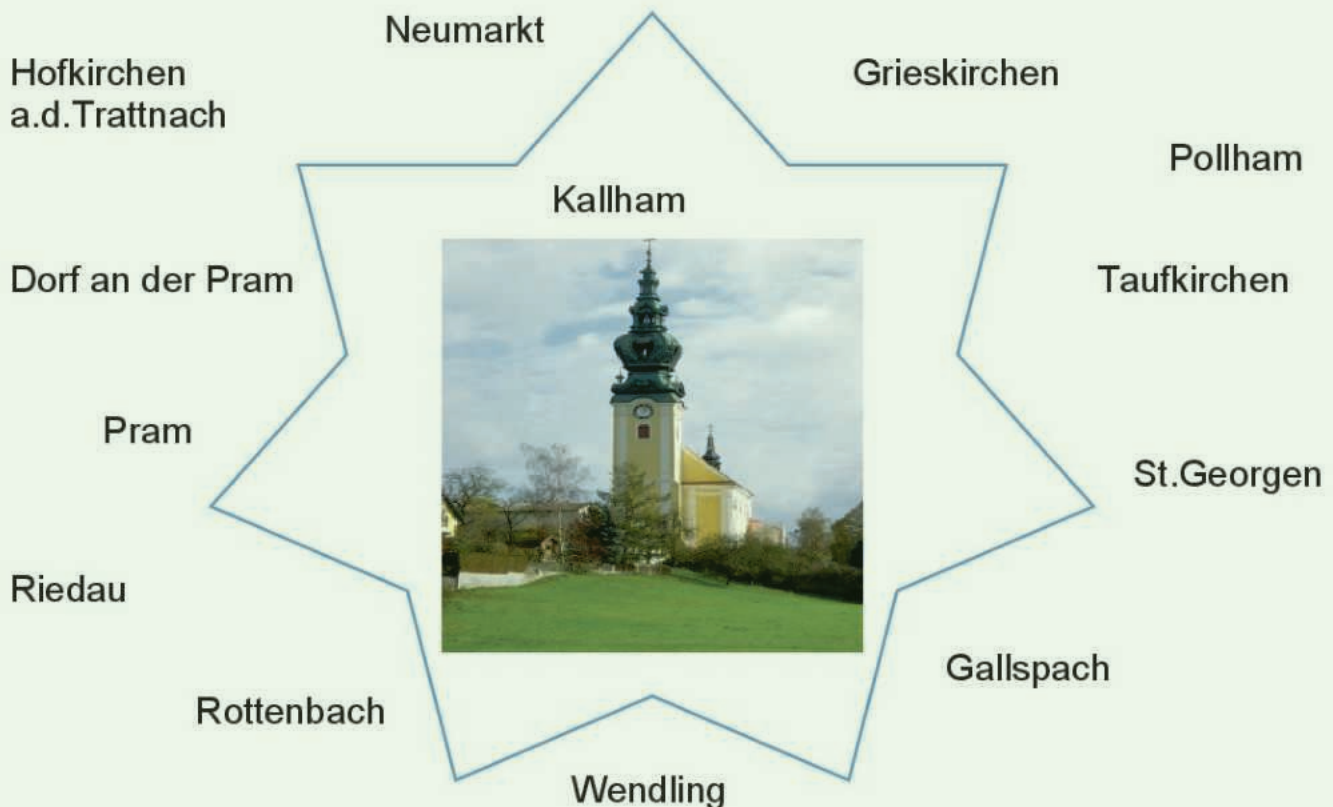 Neumarkt
Hofkirchen
a.d.Trattnach
Grieskirchen
Pollham
Kallham
Dorf an der Pram
Taufkirchen
Pram
St.Georgen
Riedau
Gallspach
Rottenbach
Wendling